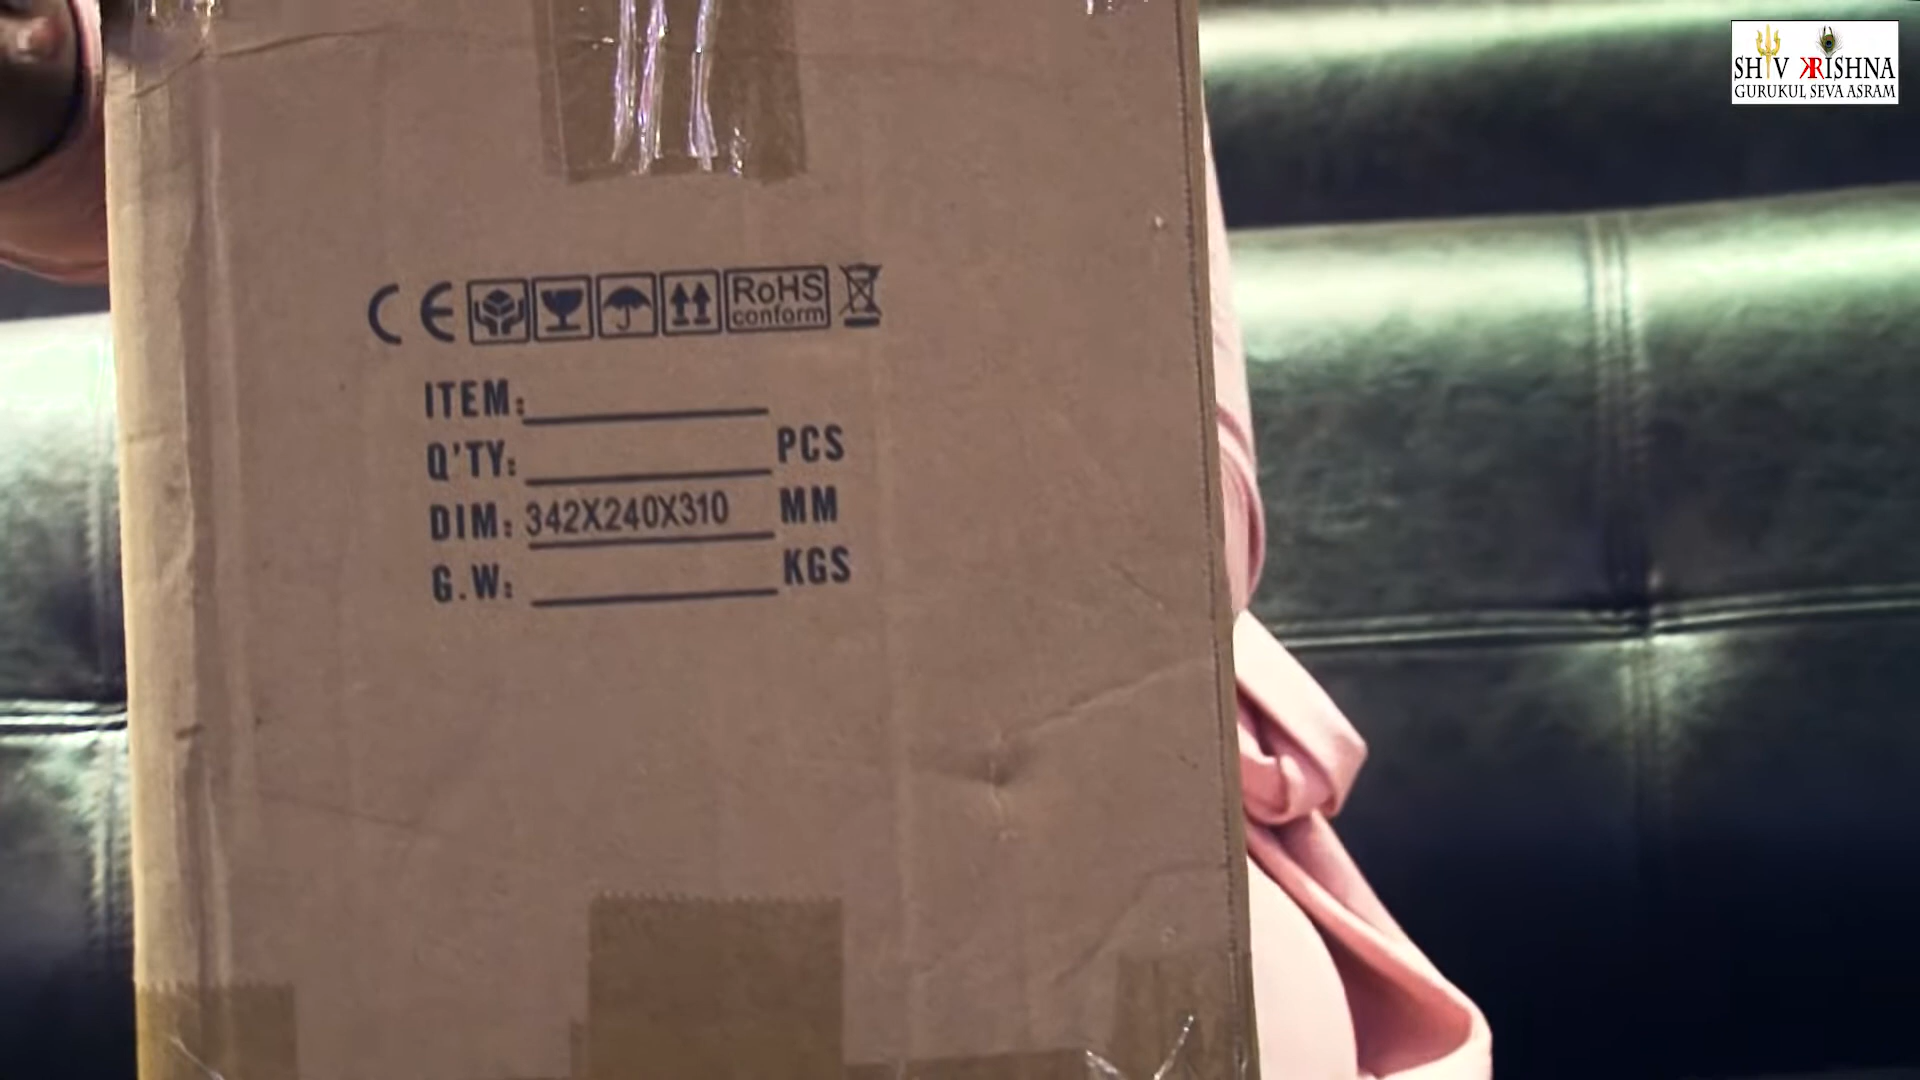 SHIV KRISHNA
GURUKUL SEVA ASRAM
CE RoHS
conform
ITEM:
Q'TY: PCS
DIM: 342X240X310 MM
G.W: KGS